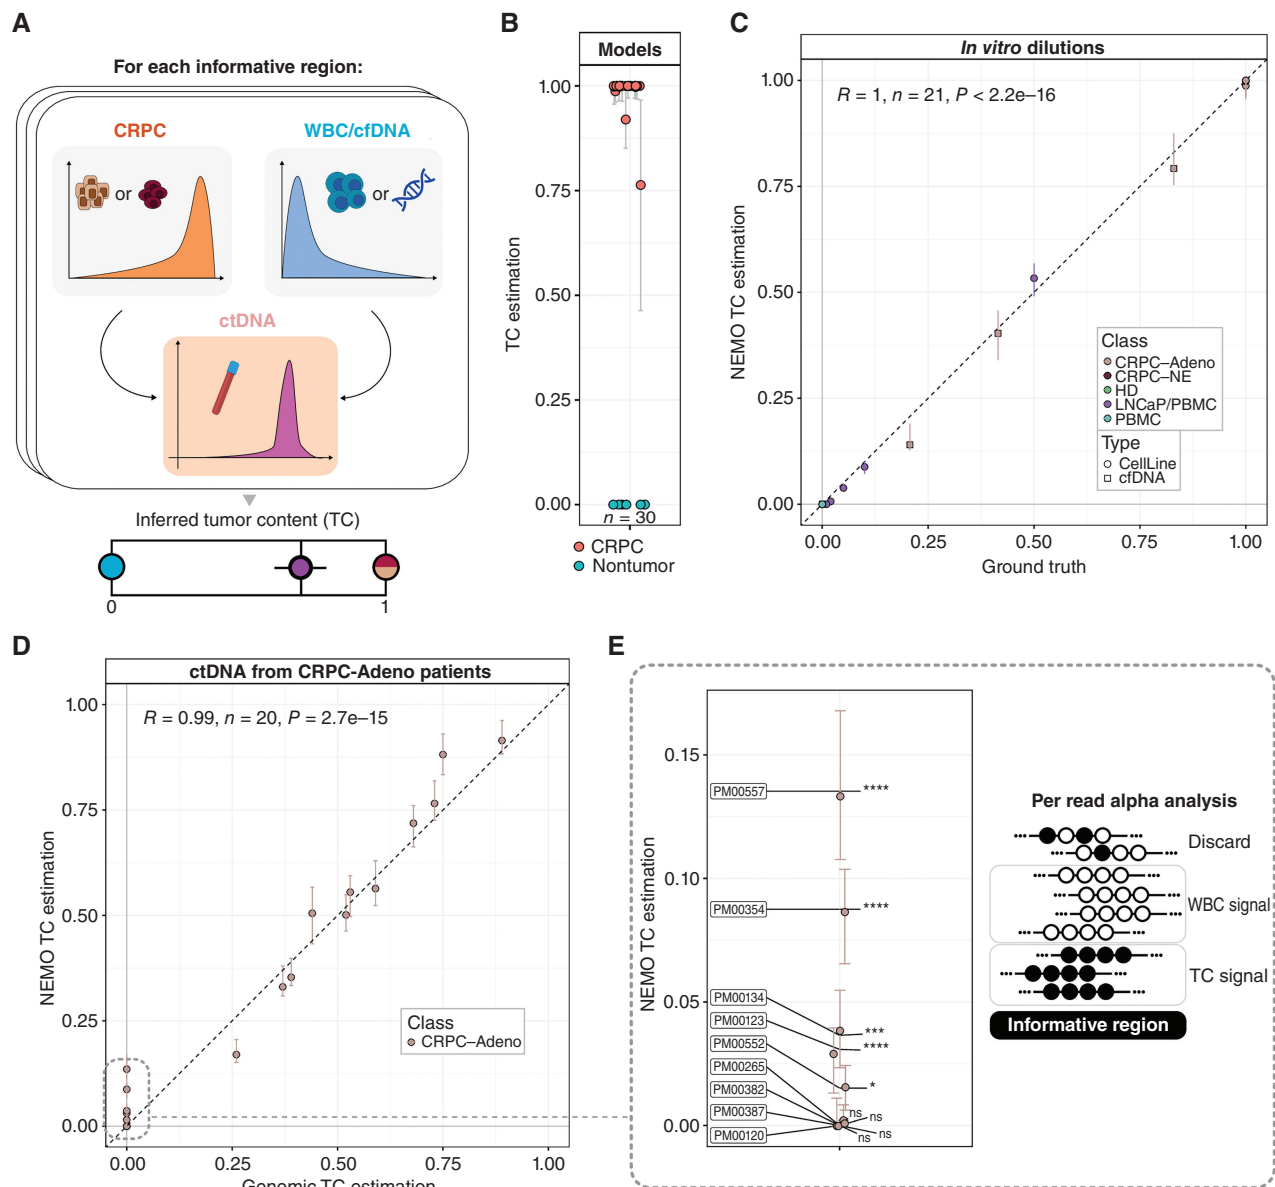 A
For each informative region:
CRPC
WBC/cfDNA
or
or
ctDNA
Inferred tumor content (TC)
0
1
B
Models
TC estimation
1.00
0.75
0.50
0.25
0.00
n = 30
CRPC
Nontumor
C
In vitro dilutions
R = 1, n = 21, P < 2.2e–16
NEMO TC estimation
1.00
0.75
0.50
0.25
0.00
0.00
0.25
0.50
0.75
1.00
Ground truth
Class
CRPC–Adeno
CRPC–NE
HD
LNCaP/PBMC
PBMC
Type
CellLine
cfDNA
D
ctDNA from CRPC-Adeno patients
R = 0.99, n = 20, P = 2.7e–15
NEMO TC estimation
1.00
0.75
0.50
0.25
0.00
0.00
0.25
0.50
0.75
1.00
Genomic TC estimation
Class
CRPC–Adeno
E
NEMO TC estimation
0.15
0.10
0.05
0.00
PM00557
****
PM00354
****
PM00134
***
PM00123
****
PM00552
*
PM00265
PM00382
PM00387
PM00120
ns
ns
ns
ns
Per read alpha analysis
Discard
WBC signal
TC signal
Informative region